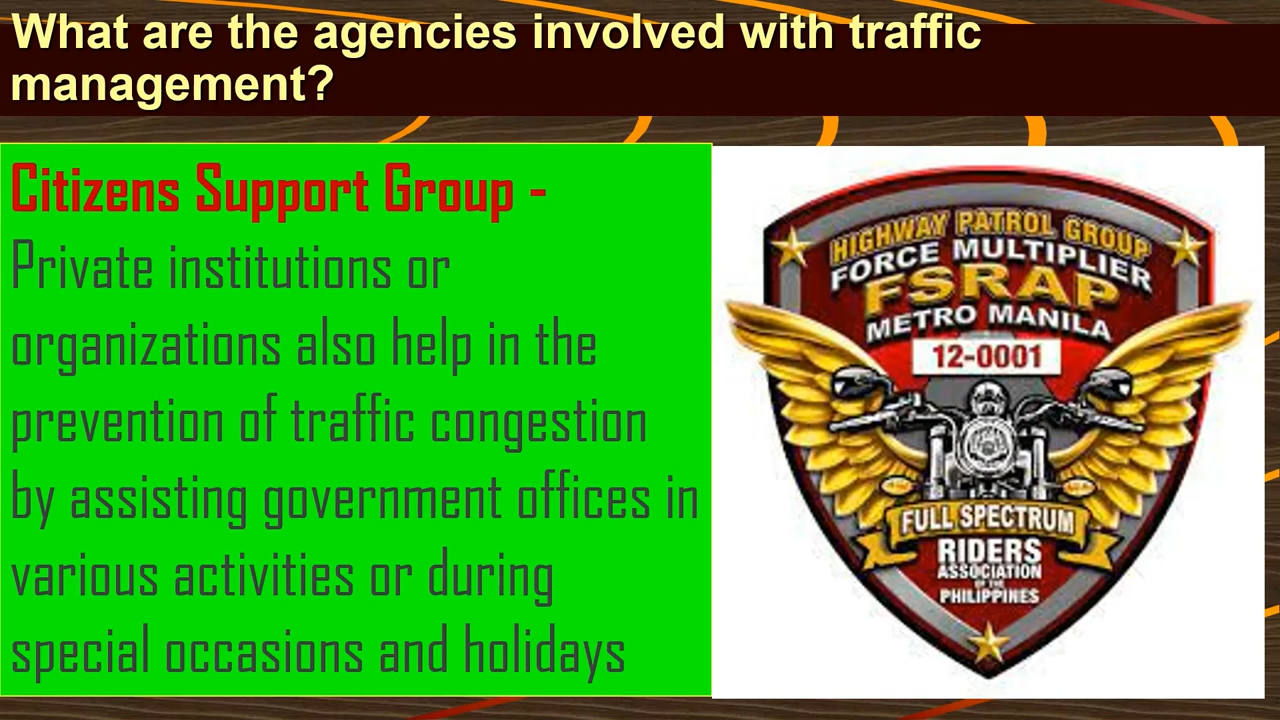 What are the agencies involved with traffic
management?
Citizens Support Group -
Private institutions or
organizations also help in the
prevention of traffic congestion
by assisting government offices in
various activities or during
special occasions and holidays
HIGHWAY PATROL GROUP
FORCE MULTIPLIER
FSRAP
METRO MANILA
12-0001
FULL SPECTRUM
RIDERS
ASSOCIATION
OF THE
PHILIPPINES